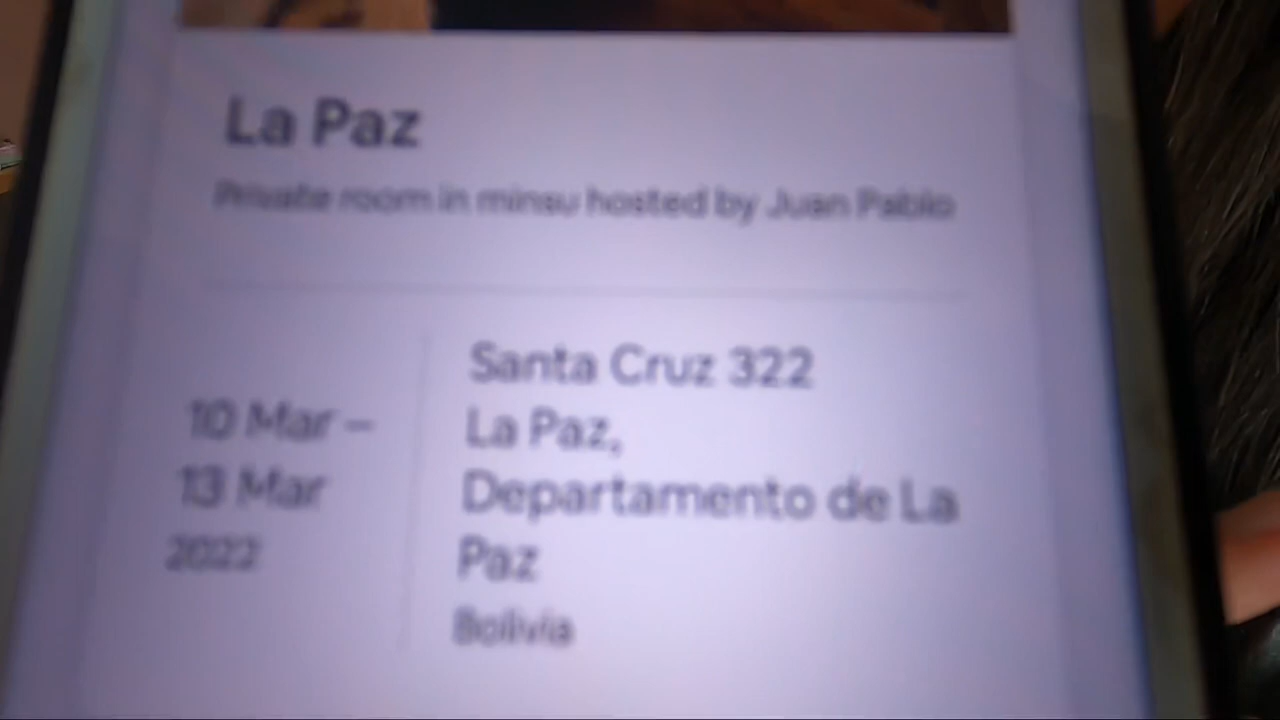 La Paz
Private room in minsu hosted by Juan Pablo
10 Mar –
13 Mar
2022
Santa Cruz 322
La Paz,
Departamento de La
Paz
Bolivia